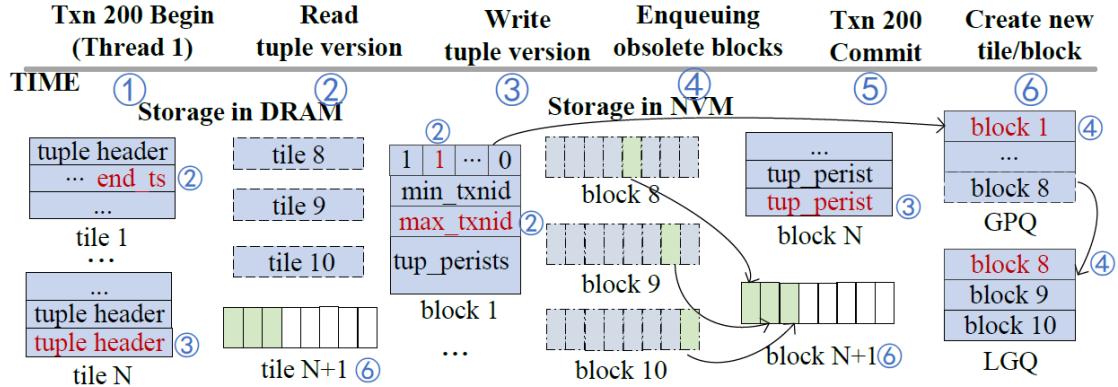 Txn 200 Begin
(Thread 1)
Read
tuple version
Write
tuple version
Enqueuing
obsolete blocks
Txn 200
Commit
Create new
tile/block
TIME
① ② ③ ④ ⑤ ⑥
Storage in DRAM
tuple header
... end_ts ②
...
tile 1
...
...
tuple header
tuple header ③
tile N
tile 8
tile 9
tile 10
tile N+1 ⑥
Storage in NVM
②
1 1 ... 0
min_txnid
max_txnid ②
tup_perists
block 1
...
block 8
block 9
block 10
...
tup_perist
tup_perist ③
block N
block N+1 ⑥
block 1 ④
...
block 8
GPQ
④
block 8
block 9
block 10
LGQ